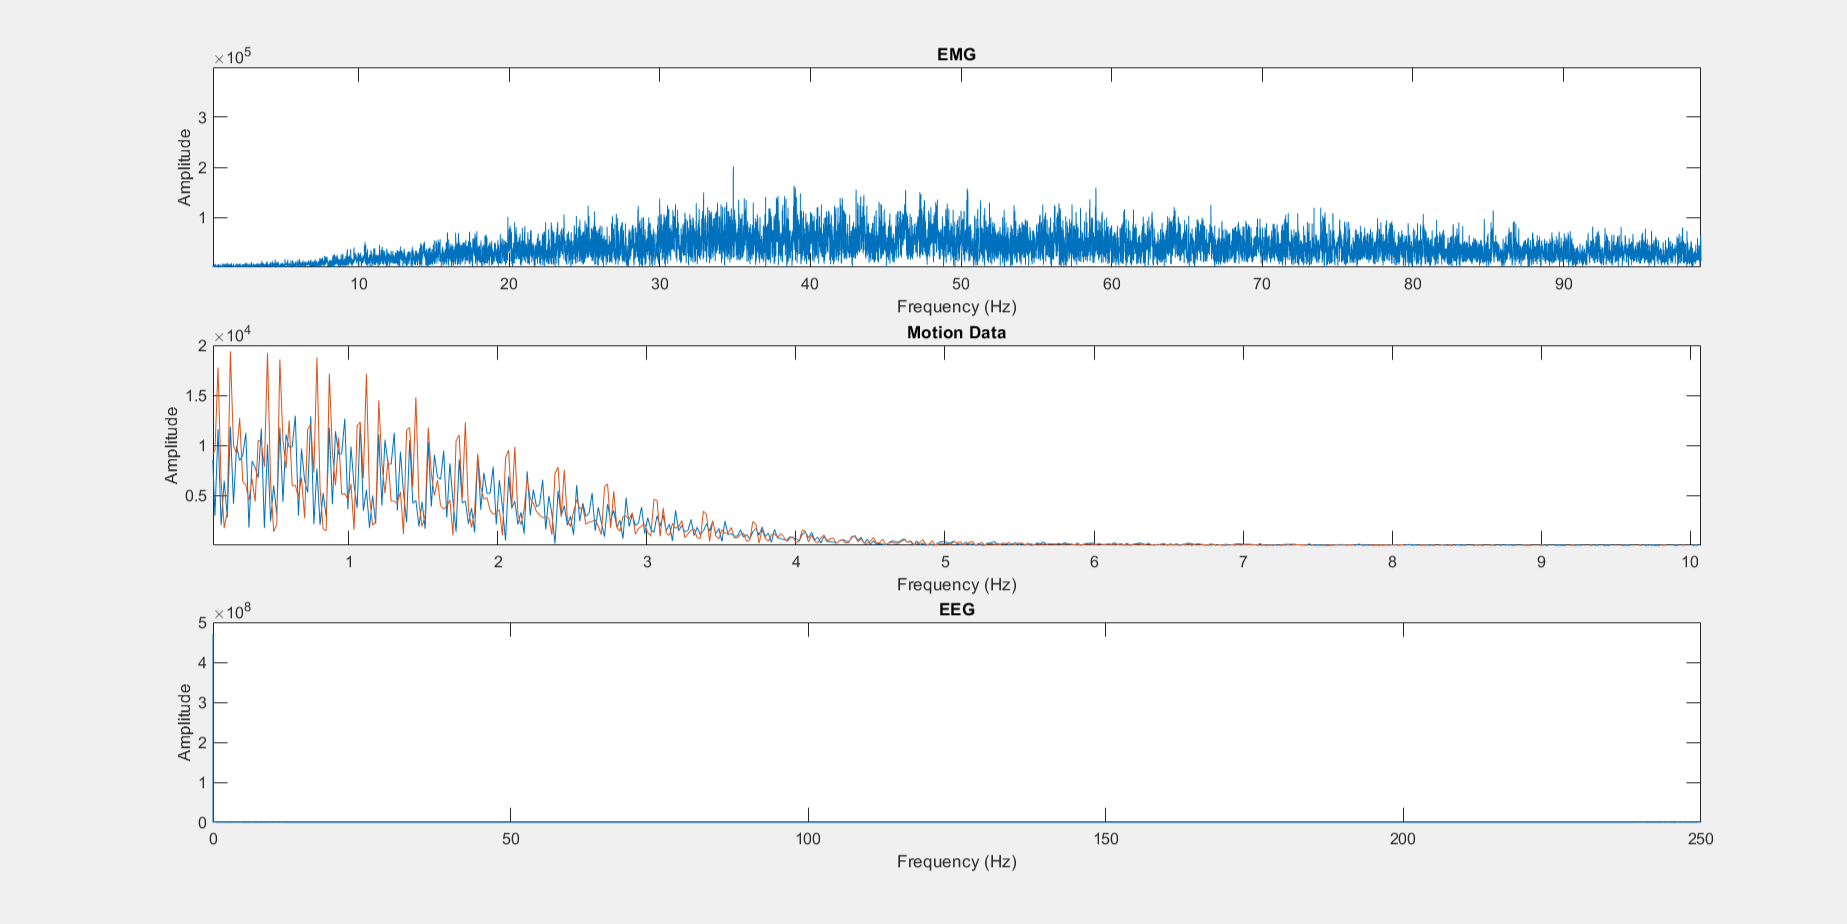 EMG
×10^5
3
2
1
Amplitude
10 20 30 40 50 60 70 80 90
Frequency (Hz)
Motion Data
×10^4
2
1.5
1
0.5
Amplitude
1 2 3 4 5 6 7 8 9 10
Frequency (Hz)
EEG
×10^8
5
4
3
2
1
0
Amplitude
0 50 100 150 200 250
Frequency (Hz)